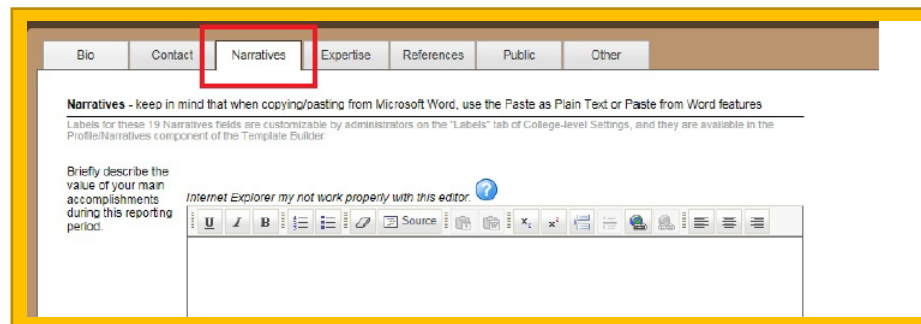 Bio Contact Narratives Expertise References Public Other
Narratives - keep in mind that when copying/pasting from Microsoft Word, use the Paste as Plain Text or Paste from Word features
Labels for these 19 Narratives fields are customizable by administrators on the "Labels" tab of College-level Settings, and they are available in the
Profile/Narratives component of the Template Builder
Briefly describe the
value of your main
accomplishments
during this reporting
period.
Internet Explorer my not work properly with this editor. ?
U I B Source x₂ x²